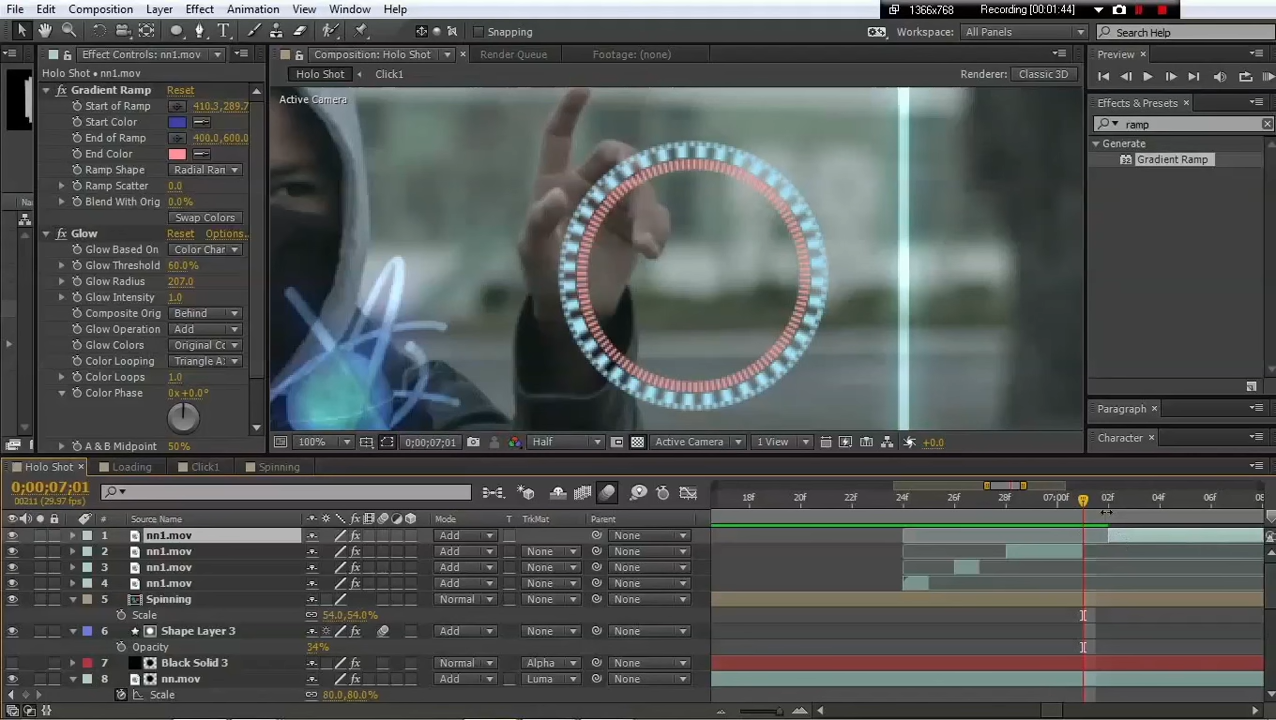 File Edit Composition Layer Effect Animation View Window Help
1366x768 Recording [00:01:44]
Snapping Workspace: All Panels Search Help
Effect Controls: nn1.mov Composition: Holo Shot Render Queue Footage: (none) Preview
Holo Shot • nn1.mov Holo Shot Click1 Renderer: Classic 3D
Gradient Ramp Reset
Start of Ramp 410.3,289.7
Start Color
End of Ramp 400.0,600.0
End Color
Ramp Shape Radial Ran
Ramp Scatter 0.0
Blend With Orig 0.0%
Swap Colors
Glow Reset Options..
Glow Based On Color Char
Glow Threshold 60.0%
Glow Radius 207.0
Glow Intensity 1.0
Composite Orig Behind
Glow Operation Add
Glow Colors Original Cc
Color Looping Triangle A
Color Loops 1.0
Color Phase 0x+0.0°
A & B Midpoint 50%
Active Camera
Effects & Presets
ramp
Generate
Gradient Ramp
Paragraph
Character
100% 0;00;07;01 Half Active Camera 1 View +0.0
Holo Shot Loading Click1 Spinning
0;00;07;01
00211 (29.97 fps)
18f 20f 22f 24f 26f 28f 07:00f 02f 04f 06f 08
# Source Name Mode T TrkMat Parent
1 nn1.mov Add None
2 nn1.mov Add None None
3 nn1.mov Add None None
4 nn1.mov Add None None
5 Spinning Normal None None
Scale 54.0,54.0%
6 Shape Layer 3 Add None None
Opacity 34%
7 Black Solid 3 Normal Alpha None
8 nn.mov Add Luma None
Scale 80.0,80.0%